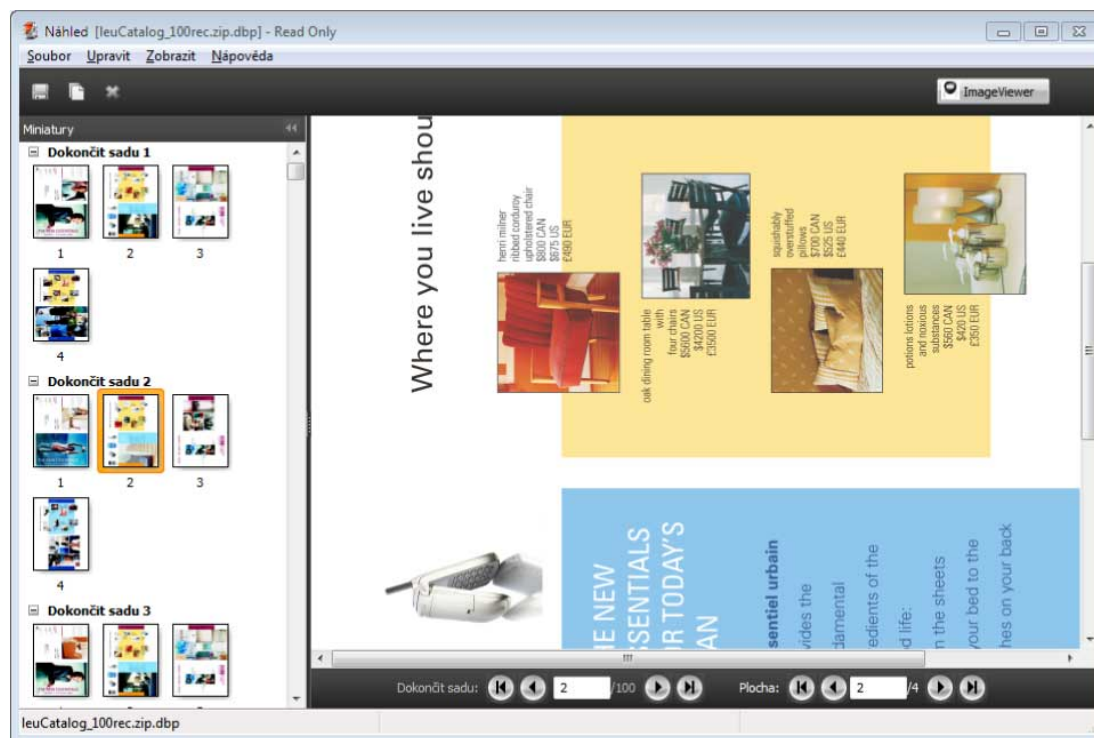 Náhled [leuCatalog_100rec.zip.dbp] - Read Only
Soubor Upravit Zobrazit Nápověda
ImageViewer
Miniatury
Dokončit sadu 1
1 2 3
4
Dokončit sadu 2
1 2 3
4
Dokončit sadu 3
Where you live shou
henri milner
ribbed corduroy
upholstered chair
$800 CAN
$675 US
£490 EUR
oak dining room table
with
four chairs
$5600 CAN
$4200 US
£3500 EUR
squishably
overstuffed
pillows
$700 CAN
$525 US
£440 EUR
potions lotions
and noxious
substances
$560 CAN
$420 US
£350 EUR
HE NEW
SSENTIALS
OR TODAY'S
AN
sentiel urbain
vides the
damental
edients of the
d life:
n the sheets
your bed to the
hes on your back
Dokončit sadu: 2 /100 Plocha: 2 /4
leuCatalog_100rec.zip.dbp